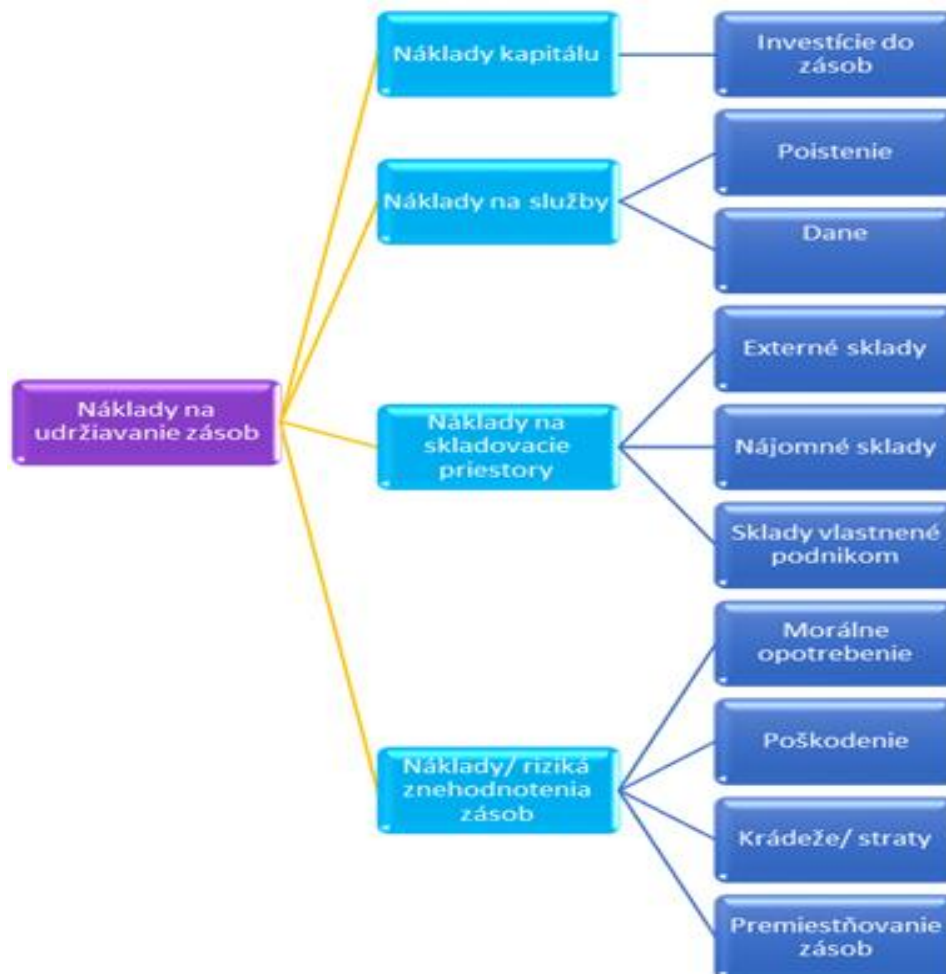 Náklady na
udržiavanie zásob
Náklady kapitálu
Investície do
zásob
Náklady na služby
Poistenie
Dane
Náklady na
skladovacie
priestory
Externé sklady
Nájomné sklady
Sklady vlastnené
podnikom
Náklady/ riziká
znehodnotenia
zásob
Morálne
opotrebenie
Poškodenie
Krádeže/ straty
Premiestňovanie
zásob